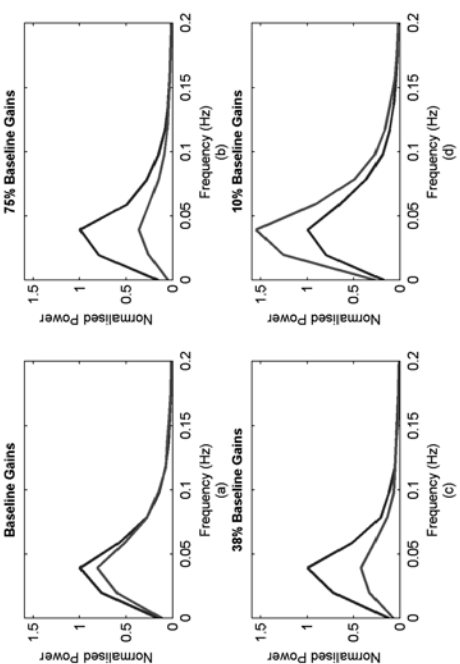 Baseline Gains
Normalised Power
1.5
1
0.5
0
0
0.05
0.1
0.15
0.2
Frequency (Hz)
(a)
75% Baseline Gains
Normalised Power
1.5
1
0.5
0
0
0.05
0.1
0.15
0.2
Frequency (Hz)
(b)
38% Baseline Gains
Normalised Power
1.5
1
0.5
0
0
0.05
0.1
0.15
0.2
Frequency (Hz)
(c)
10% Baseline Gains
Normalised Power
1.5
1
0.5
0
0
0.05
0.1
0.15
0.2
Frequency (Hz)
(d)